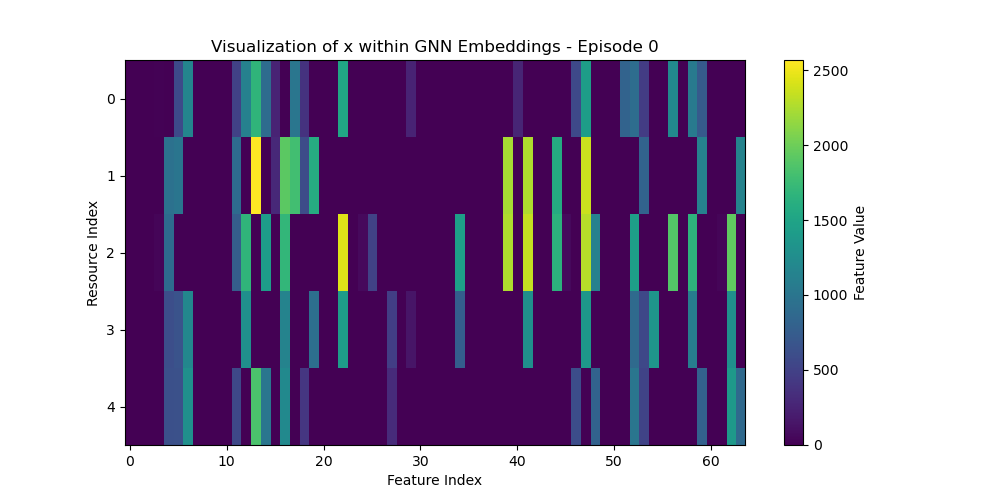 Visualization of x within GNN Embeddings - Episode 0
Resource Index
0
1
2
3
4
0 10 20 30 40 50 60
Feature Index
2500
2000
1500
1000
500
0
Feature Value